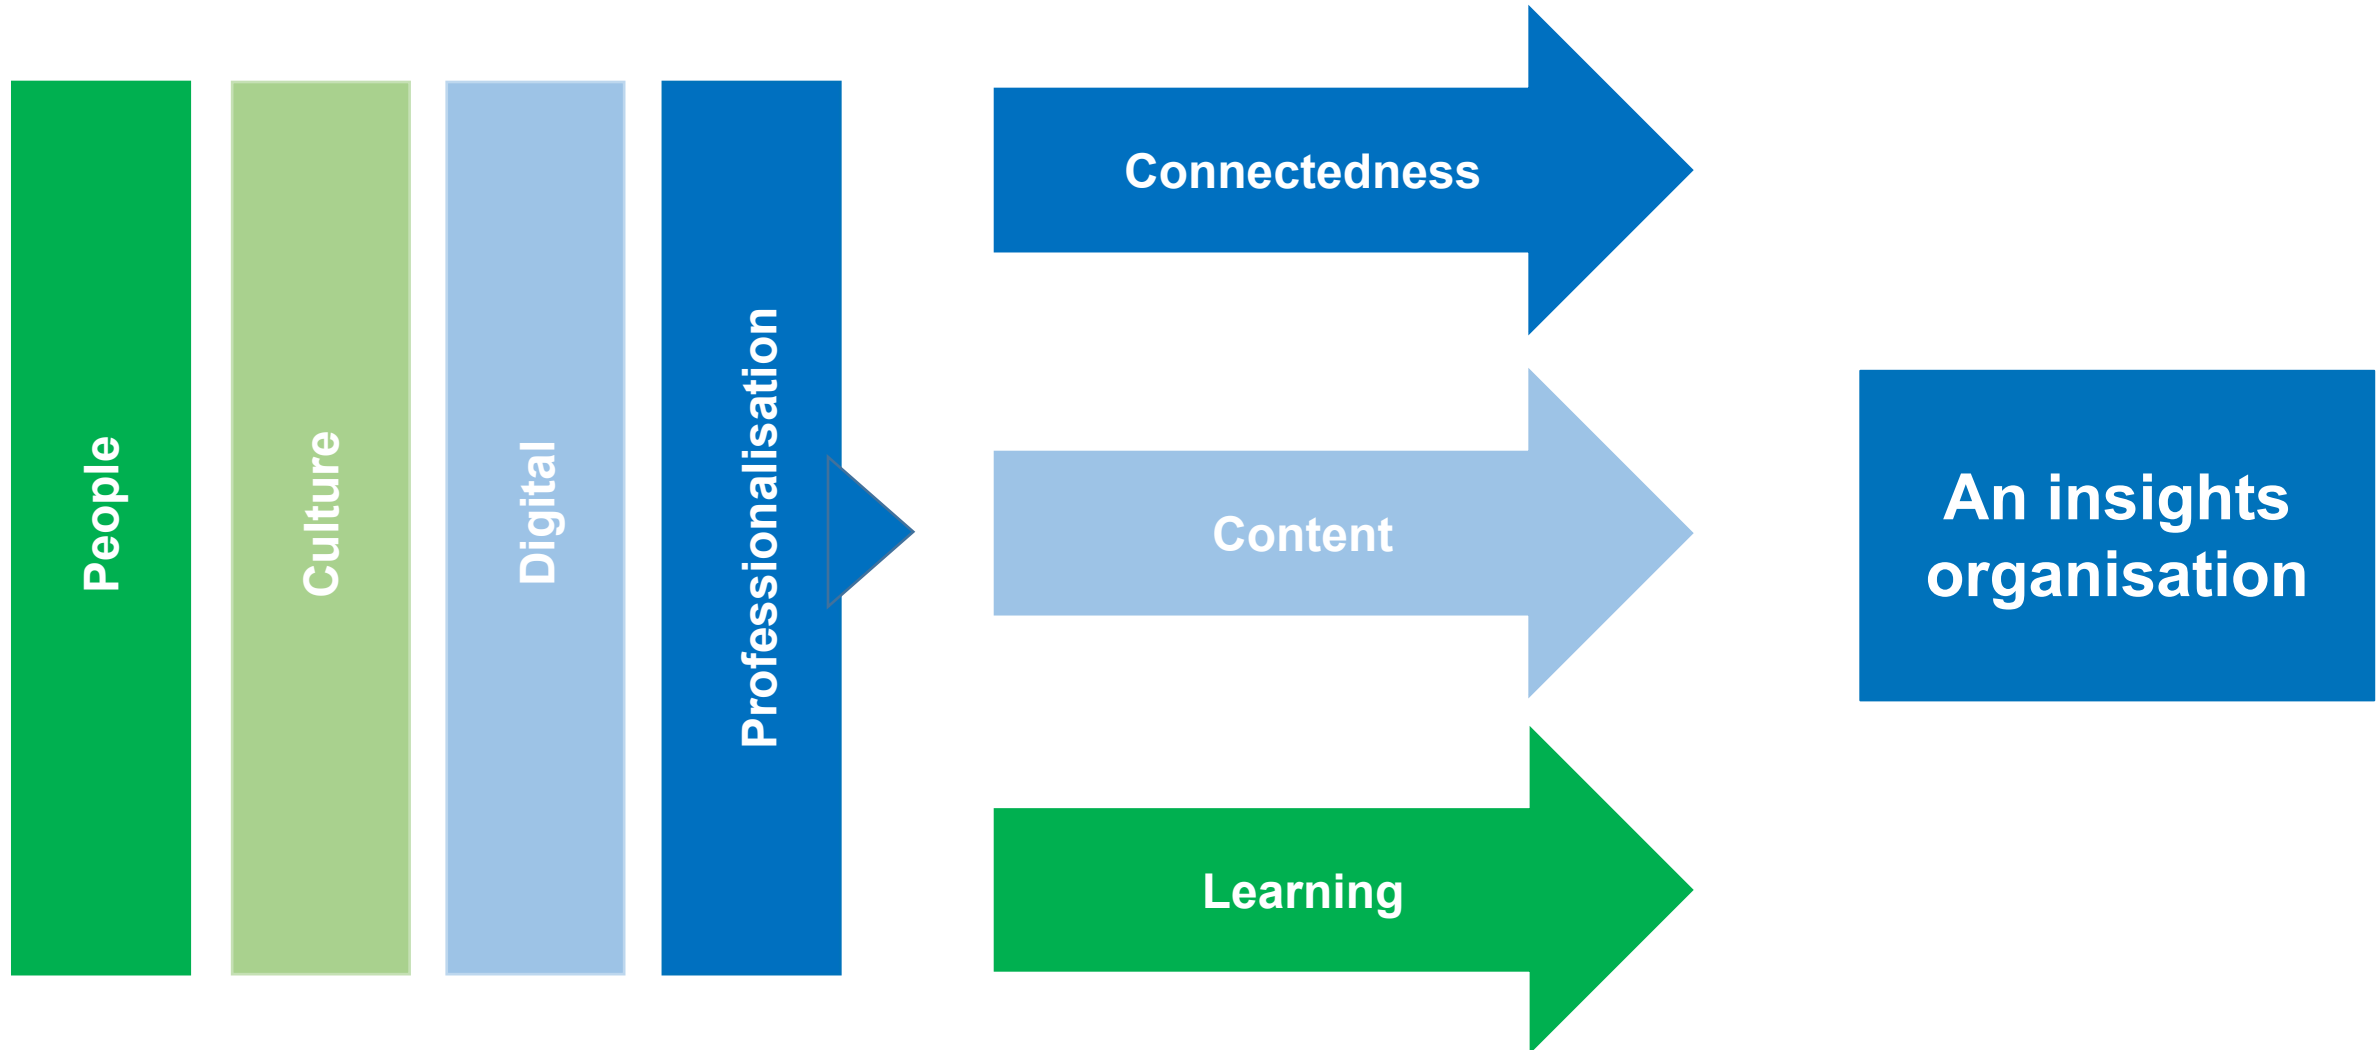 People
Culture
Digital
Professionalisation
Connectedness
Content
Learning
An insights
organisation